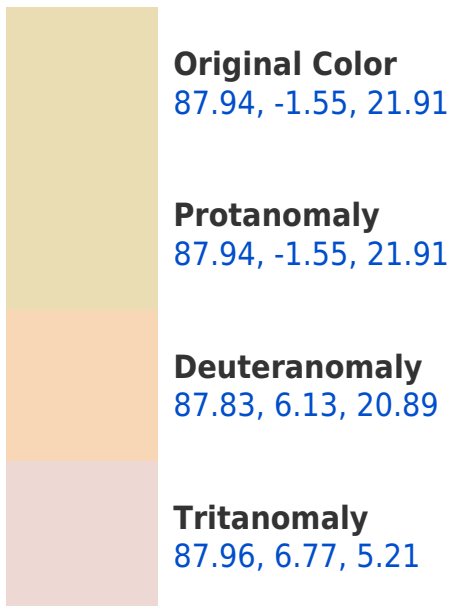 Original Color
87.94, -1.55, 21.91
Protanomaly
87.94, -1.55, 21.91
Deuteranomaly
87.83, 6.13, 20.89
Tritanomaly
87.96, 6.77, 5.21